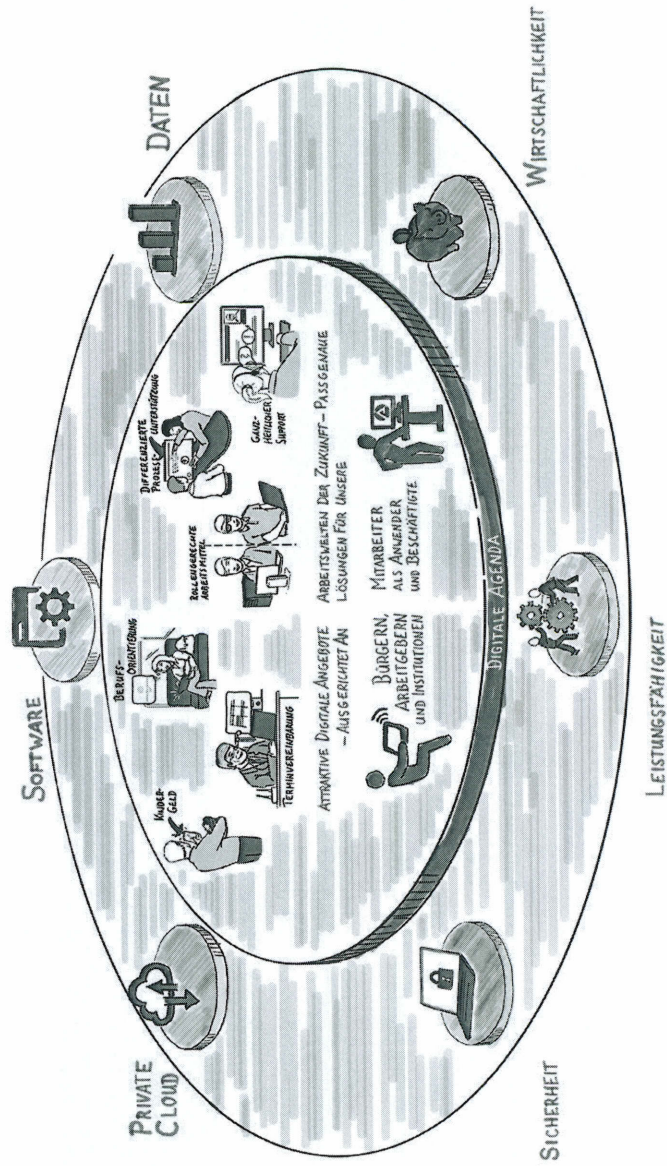 SOFTWARE
PRIVATE
CLOUD
DATEN
KINDER-
GELD
BERUFS-
ORIENTIERUNG
TERMINVEREINBARUNG
ROLLENGERECHTE
ARBEITSMITTEL
DIFFERENZIERTE
PROZESS-UNTERSTÜTZUNG
GANZ-
HEITLICHER
SUPPORT
ATTRAKTIVE DIGITALE ANGEBOTE
– AUSGERICHTET AN
BÜRGERN,
ARBEITGEBERN
UND INSTITUTIONEN
ARBEITSWELTEN DER ZUKUNFT – PASSGENAUE
LÖSUNGEN FÜR UNSERE
MITARBEITER
ALS ANWENDER
UND BESCHÄFTIGTE
DIGITALE AGENDA
SICHERHEIT
LEISTUNGSFÄHIGKEIT
WIRTSCHAFTLICHKEIT